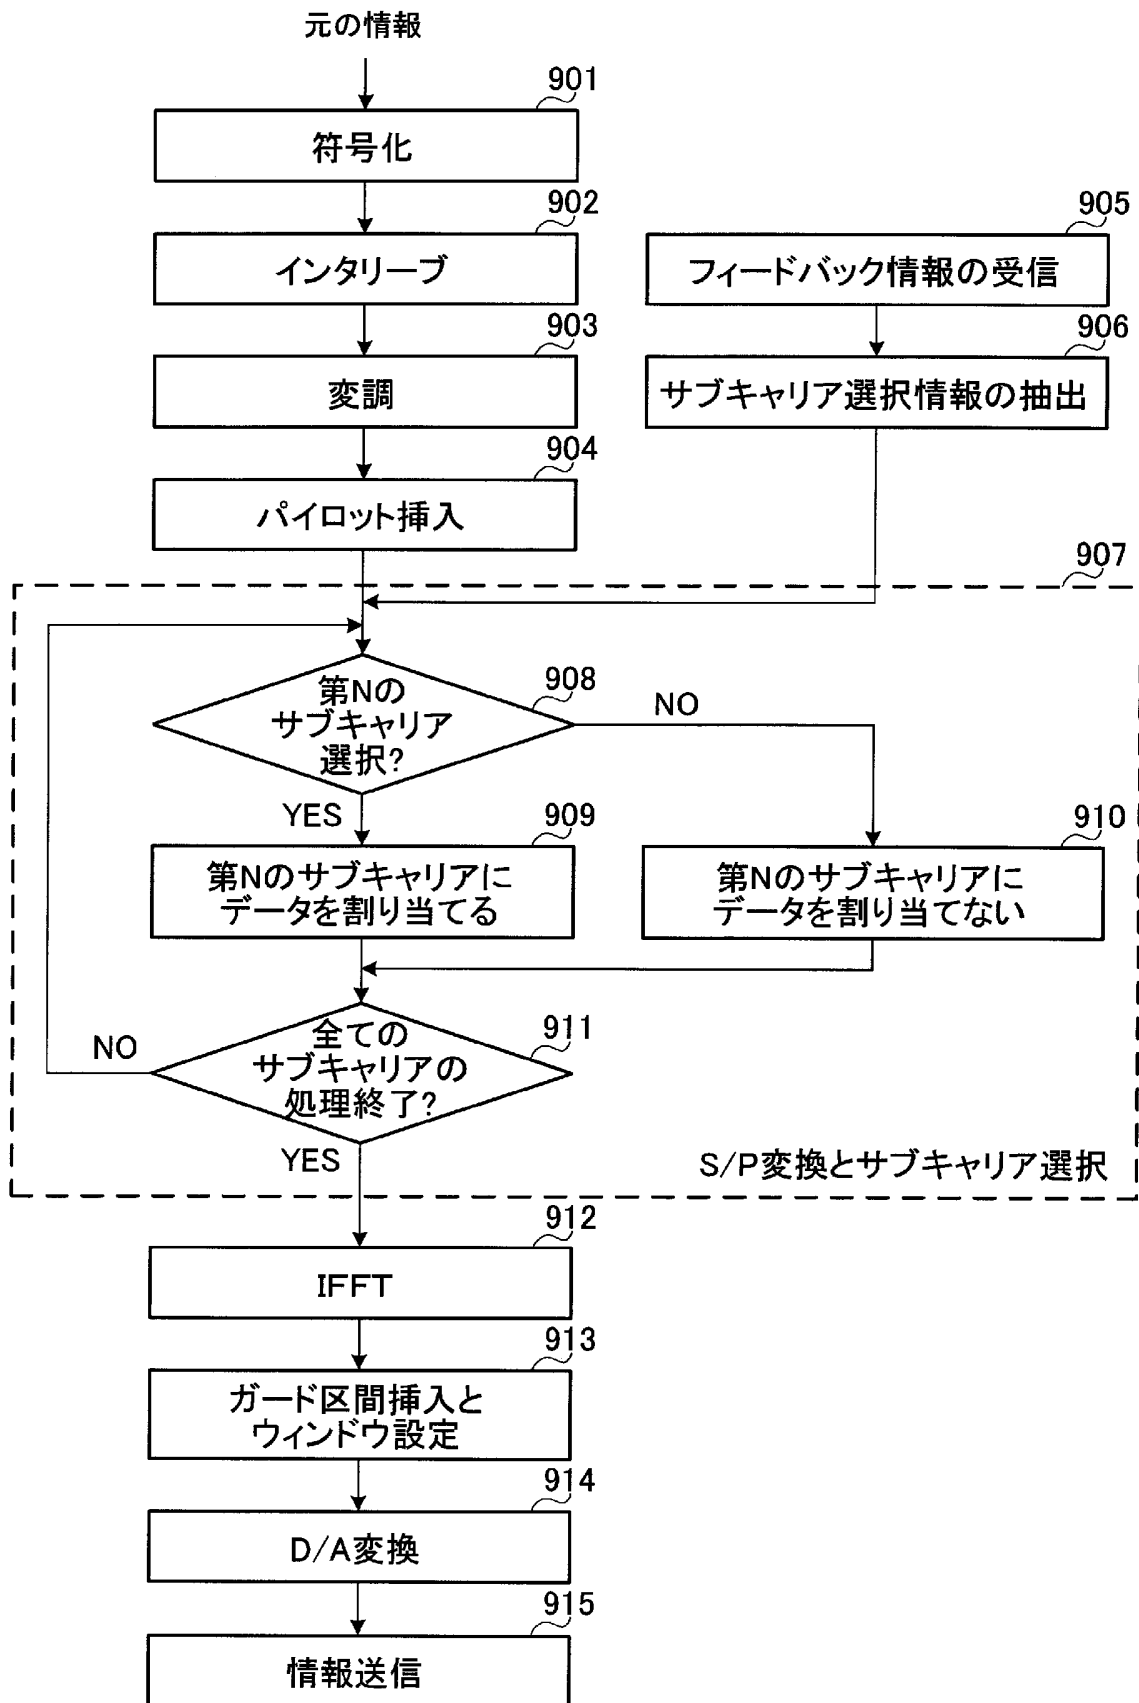 元の情報
901
符号化
902
インタリーブ
903
変調
904
パイロット挿入
905
フィードバック情報の受信
906
サブキャリア選択情報の抽出
907
908
第Nの
サブキャリア
選択?
NO
YES
909
第Nのサブキャリアに
データを割り当てる
910
第Nのサブキャリアに
データを割り当てない
911
全ての
サブキャリアの
処理終了?
NO
YES
S/P変換とサブキャリア選択
912
IFFT
913
ガード区間挿入と
ウィンドウ設定
914
D/A変換
915
情報送信